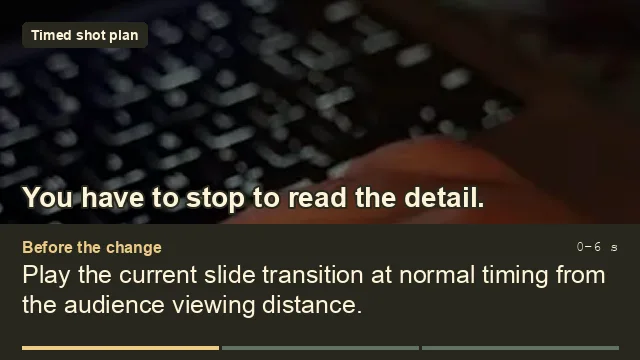 Timed shot plan
You have to stop to read the detail.
Before the change
0–6 s
Play the current slide transition at normal timing from
the audience viewing distance.